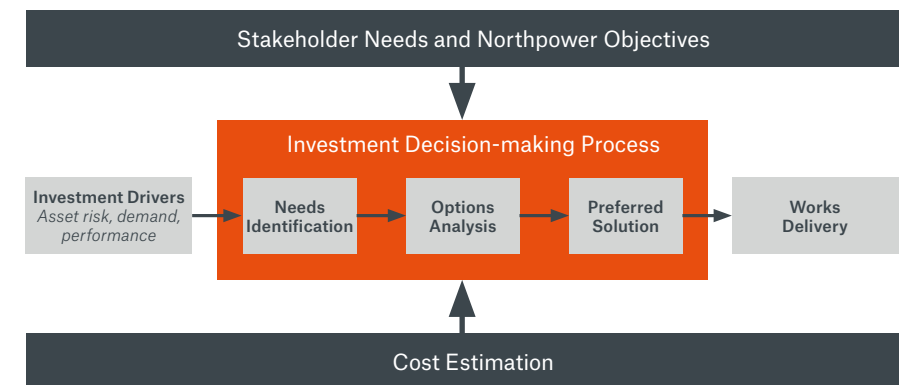 Stakeholder Needs and Northpower Objectives
Investment Decision-making Process
Investment Drivers
Asset risk, demand,
performance
Needs
Identification
Options
Analysis
Preferred
Solution
Works
Delivery
Cost Estimation